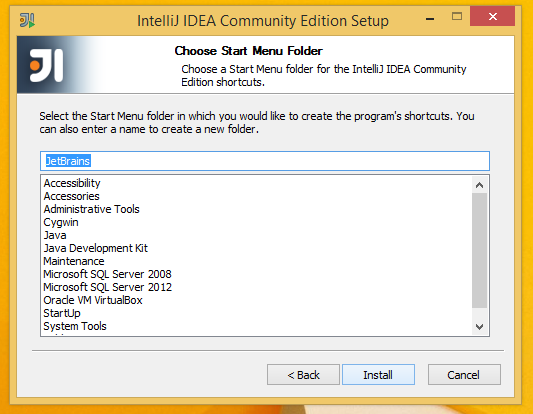 IntelliJ IDEA Community Edition Setup
Choose Start Menu Folder
Choose a Start Menu folder for the IntelliJ IDEA Community
Edition shortcuts.
Select the Start Menu folder in which you would like to create the program's shortcuts. You
can also enter a name to create a new folder.
JetBrains
Accessibility
Accessories
Administrative Tools
Cygwin
Java
Java Development Kit
Maintenance
Microsoft SQL Server 2008
Microsoft SQL Server 2012
Oracle VM VirtualBox
StartUp
System Tools
< Back
Install
Cancel